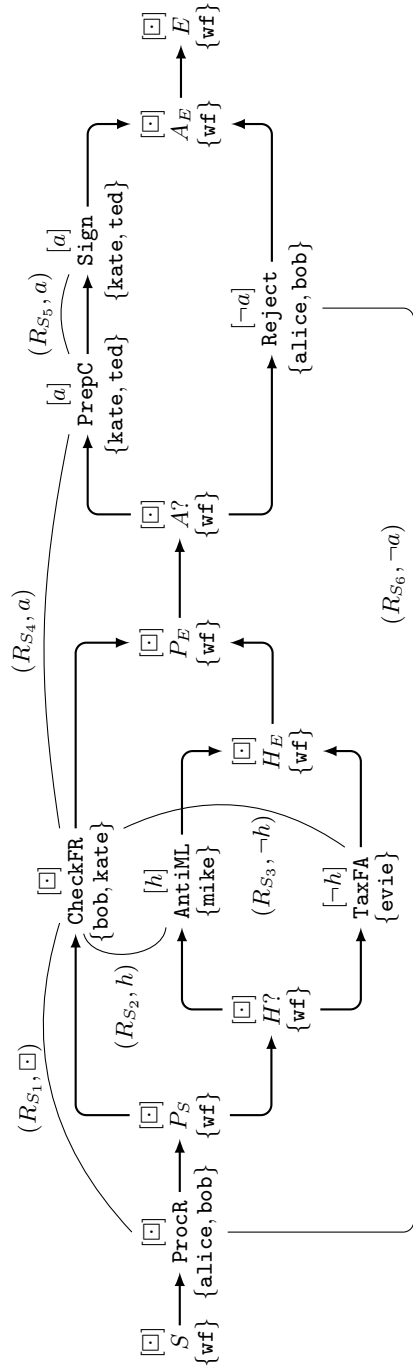 [⊡]
S
{wf}
[⊡]
ProcR
{alice, bob}
(R_{S_1}, ⊡)
[⊡]
P_S
{wf}
[⊡]
CheckFR
{bob, kate}
(R_{S_2}, h)
[⊡]
H?
{wf}
[h]
AntiML
{mike}
(R_{S_3}, ¬h)
[¬h]
TaxFA
{evie}
[⊡]
H_E
{wf}
[⊡]
P_E
{wf}
(R_{S_4}, a)
[⊡]
A?
{wf}
[a]
PrepC
{kate, ted}
(R_{S_5}, a)
[a]
Sign
{kate, ted}
[¬a]
Reject
{alice, bob}
(R_{S_6}, ¬a)
[⊡]
A_E
{wf}
[⊡]
E
{wf}